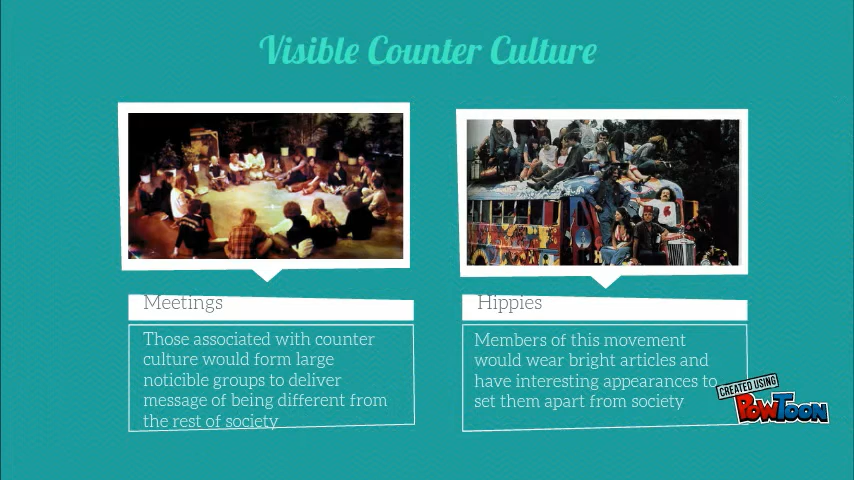 Visible Counter Culture
Meetings
Those associated with counter
culture would form large
noticible groups to deliver
message of being different from
the rest of society
Hippies
Members of this movement
would wear bright articles and
have interesting appearances to
set them apart from society
CREATED USING
POWTOON